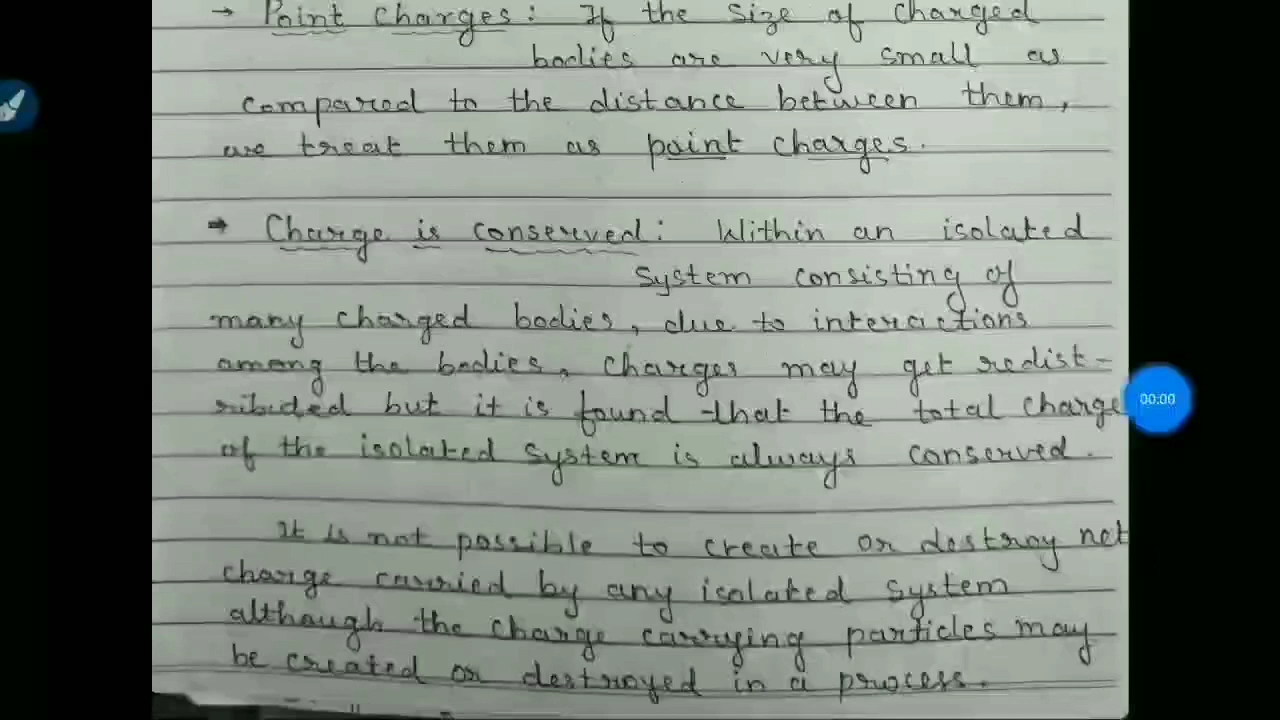 → Point charges: If the size of charged
bodies are very small as
compared to the distance between them,
we treat them as point charges.
→ Charge is conserved: Within an isolated
system consisting of
many charged bodies, due to interactions
among the bodies, charges may get redist-
ributed but it is found that the total charge
of the isolated system is always conserved.
It is not possible to create or destroy net
charge carried by any isolated system
although the charge carrying particles may
be created or destroyed in a process.
00:00